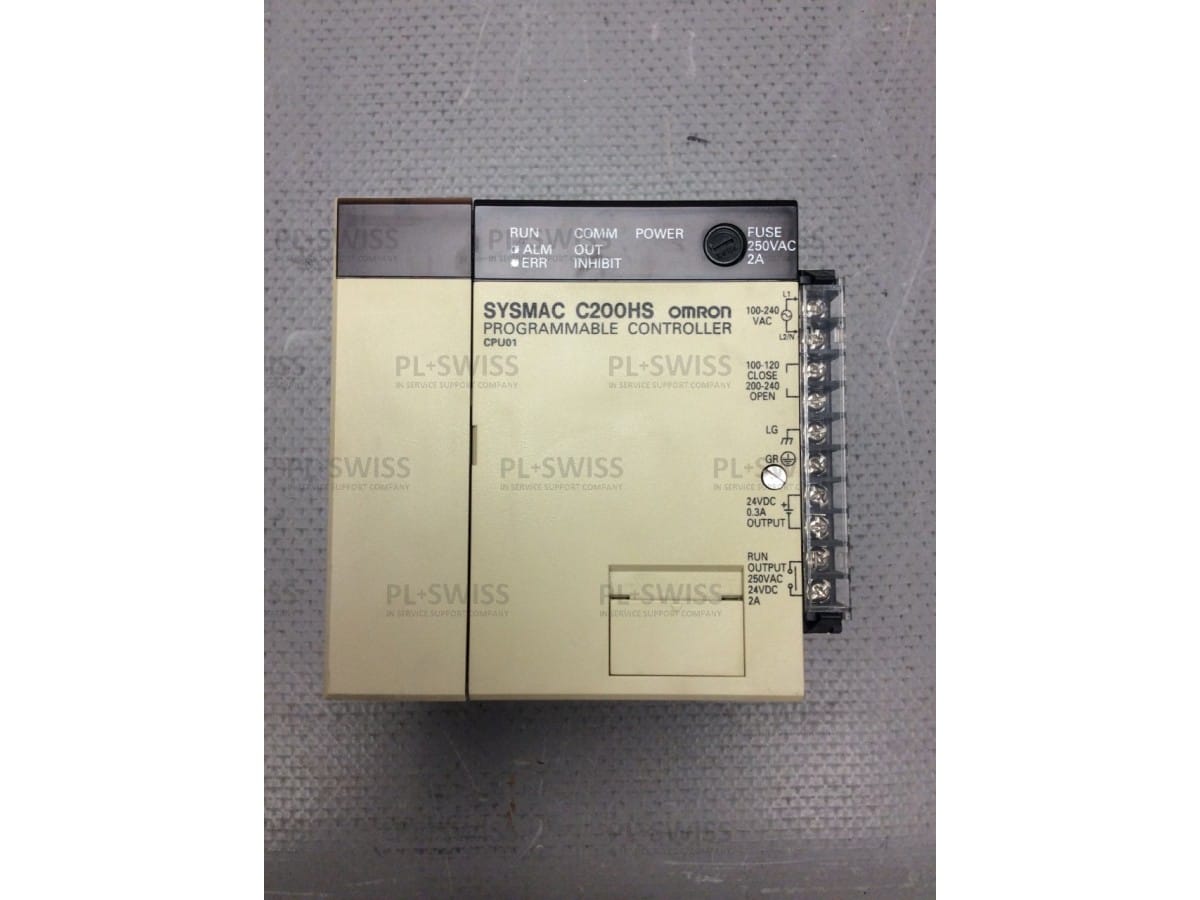 RUN COMM POWER FUSE
ALM OUT 250VAC
ERR INHIBIT 2A
SYSMAC C200HS omron
PROGRAMMABLE CONTROLLER
CPU01
L1
100-240
VAC
L2/N
100-120
CLOSE
200-240
OPEN
LG
GR
24VDC
0.3A
OUTPUT
RUN
OUTPUT
250VAC
24VDC
2A
PL+SWISS
IN SERVICE SUPPORT COMPANY
PL+SWISS
IN SERVICE SUPPORT COMPANY
PL+SWISS
IN SERVICE SUPPORT COMPANY
PL+SWISS
IN SERVICE SUPPORT COMPANY
PL+SWISS
IN SERVICE SUPPORT COMPANY
PL+SWISS
IN SERVICE SUPPORT COMPANY
PL+SWISS
IN SERVICE SUPPORT COMPANY